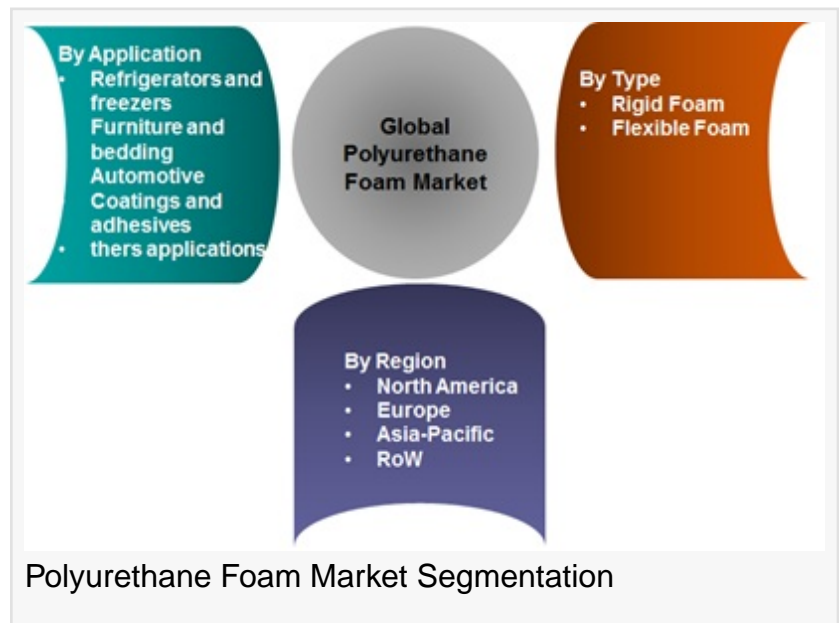 By Application
• Refrigerators and
freezers
Furniture and
bedding
Automotive
Coatings and
adhesives
• thers applications
Global
Polyurethane
Foam Market
By Type
• Rigid Foam
• Flexible Foam
By Region
• North America
• Europe
• Asia-Pacific
• RoW
Polyurethane Foam Market Segmentation